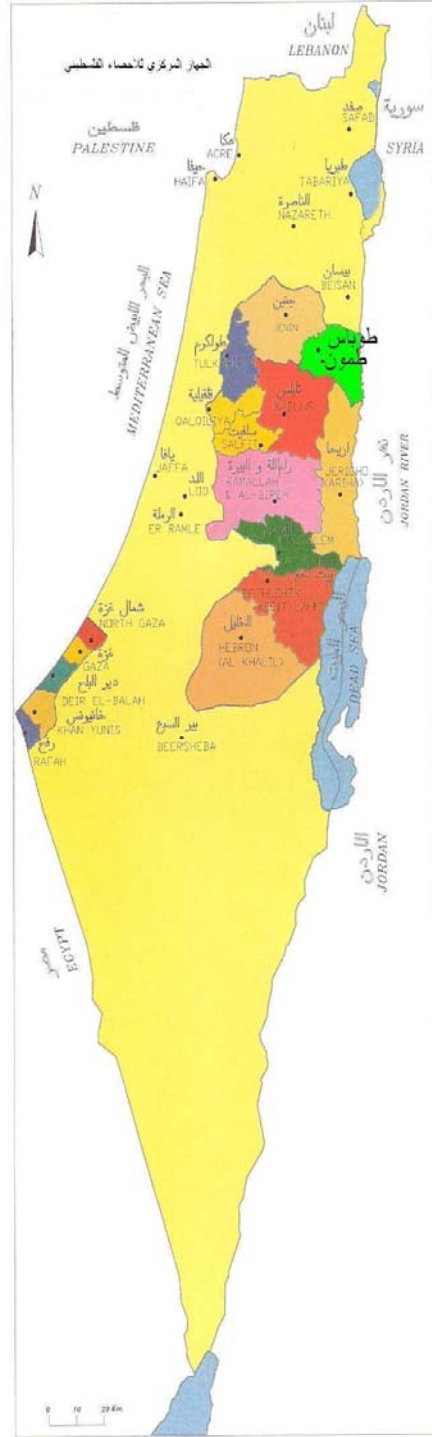 لبنان
LEBANON
الجهاز المركزي للاحصاء الفلسطيني
سورية
SYRIA
صفد
SAFAD
فلسطين
PALESTINE
عكا
ACRE
حيفا
HAIFA
طبريا
TABARIYA
الناصرة
NAZARETH
N
بيسان
BEISAN
البحر الابيض المتوسط
MEDITERRANEAN SEA
جنين
JENIN
طوباس
طمون
طولكرم
TULKARM
نابلس
NABLUS
قلقيلية
QALQILIYA
سلفيت
SALFIT
اريحا
JERICHO
(ARIHA)
نهر الأردن
JORDAN RIVER
يافا
JAFFA
اللد
LOD
الرملة
ER RAMLE
رام الله و البيرة
RAMALLAH
& AL-BIREH
بيت لحم
الخليل
HEBRON
(AL KHALIL)
البحر الميت
DEAD SEA
شمال غزة
NORTH GAZA
غزة
GAZA
دير البلح
DEIR EL-BALAH
خانيونس
KHAN YUNIS
رفح
RAFAH
بير السبع
BEERSHEBA
الأردن
JORDAN
مصر
EGYPT
0 10 20 Km.